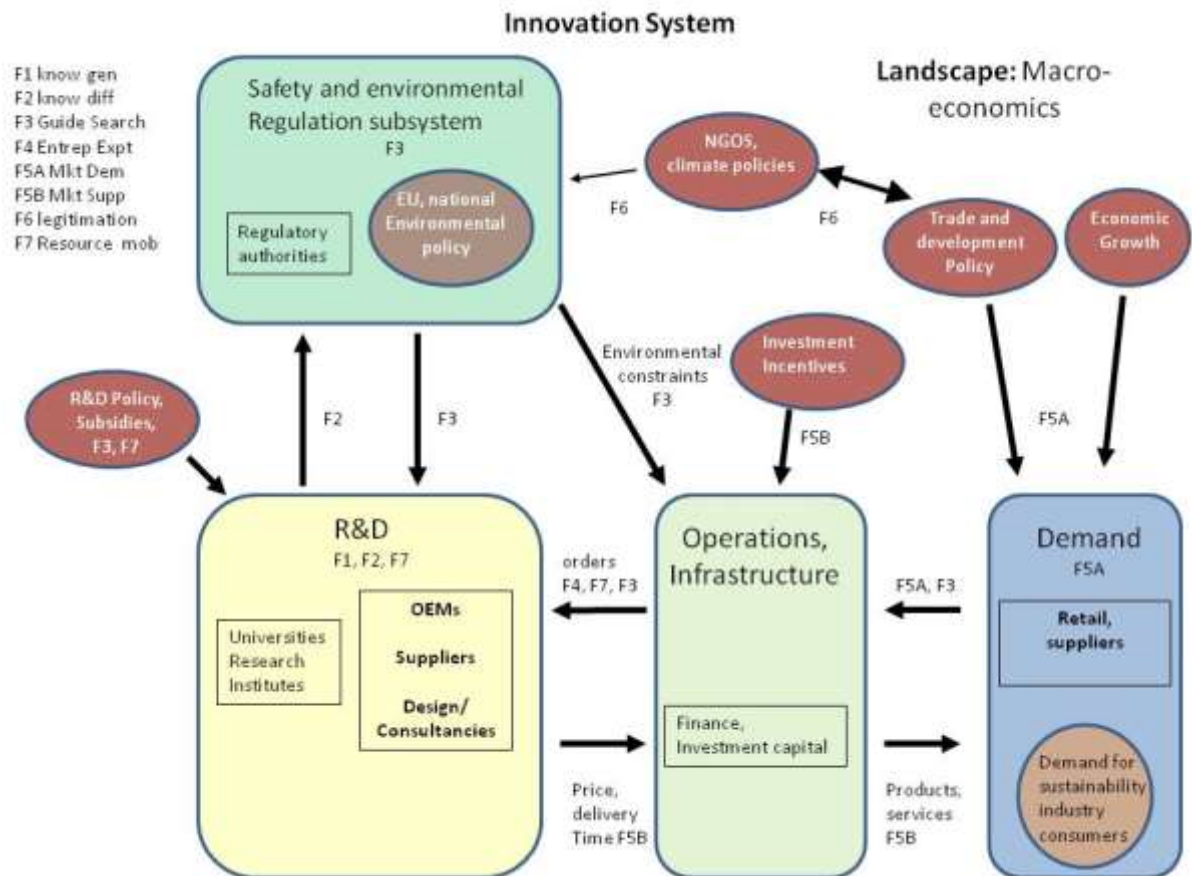 Innovation System
F1 know gen
F2 know diff
F3 Guide Search
F4 Entrep Expt
F5A Mkt Dem
F5B Mkt Supp
F6 legitimation
F7 Resource mob
Safety and environmental
Regulation subsystem
F3
Regulatory
authorities
EU, national
Environmental
policy
Landscape: Macro-
economics
NGOS,
climate policies
F6
F6
Trade and
development
Policy
Economic
Growth
R&D Policy,
Subsidies,
F3, F7
F2
F3
Environmental
constraints
F3
Investment
Incentives
F5B
F5A
R&D
F1, F2, F7
Universities
Research
Institutes
OEMs
Suppliers
Design/
Consultancies
orders
F4, F7, F3
Price,
delivery
Time F5B
Operations,
Infrastructure
Finance,
Investment capital
F5A, F3
Products,
services
F5B
Demand
F5A
Retail,
suppliers
Demand for
sustainability
industry
consumers